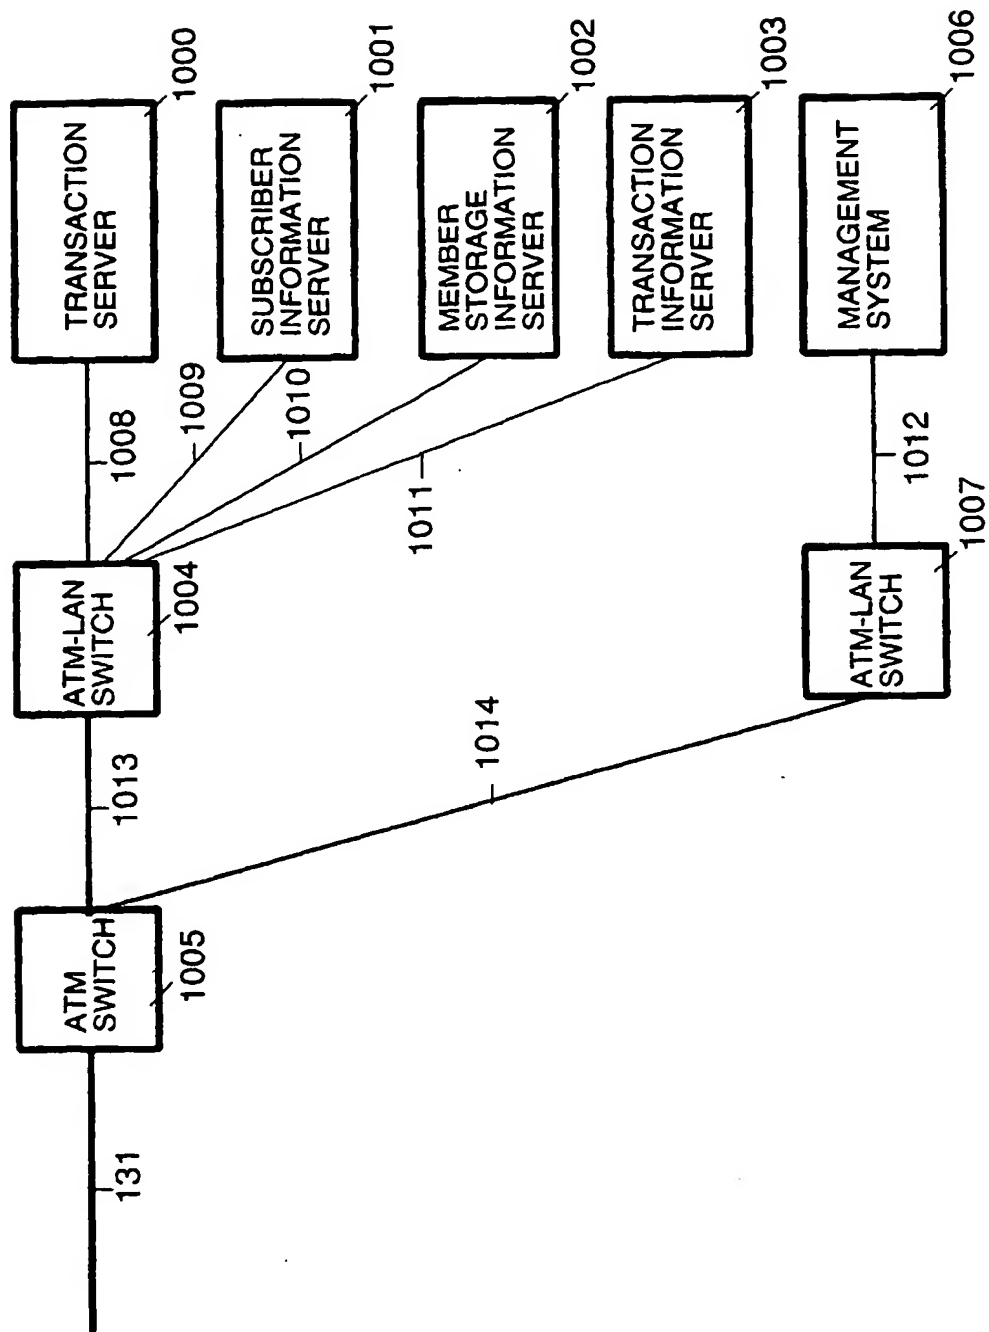 TRANSACTION
SERVER
1000
SUBSCRIBER
INFORMATION
SERVER
1001
MEMBER
STORAGE
INFORMATION
SERVER
1002
TRANSACTION
INFORMATION
SERVER
1003
MANAGEMENT
SYSTEM
1006
1008
1009
1010
1011
1012
ATM-LAN
SWITCH
1004
ATM-LAN
SWITCH
1007
1013
1014
ATM
SWITCH
1005
131